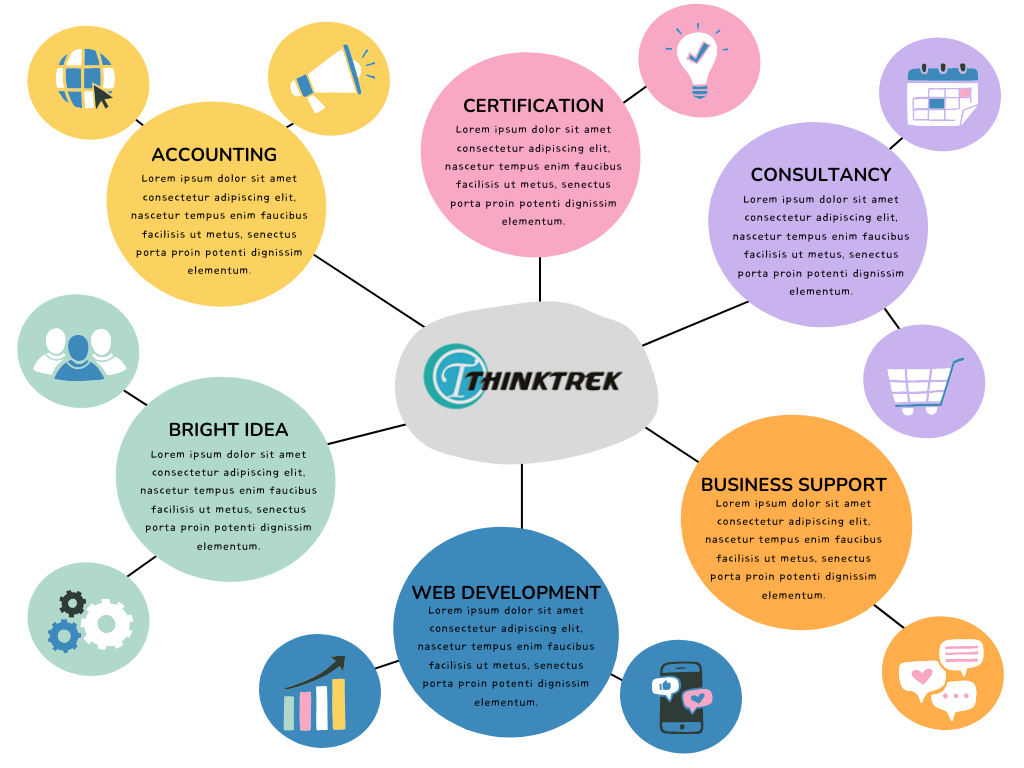 CERTIFICATION
Lorem ipsum dolor sit amet
consectetur adipiscing elit,
nascetur tempus enim faucibus
facilisis ut metus, senectus
porta proin potenti dignissim
elementum.
ACCOUNTING
Lorem ipsum dolor sit amet
consectetur adipiscing elit,
nascetur tempus enim faucibus
facilisis ut metus, senectus
porta proin potenti dignissim
elementum.
CONSULTANCY
Lorem ipsum dolor sit amet
consectetur adipiscing elit,
nascetur tempus enim faucibus
facilisis ut metus, senectus
porta proin potenti dignissim
elementum.
T THINKTREK
BRIGHT IDEA
Lorem ipsum dolor sit amet
consectetur adipiscing elit,
nascetur tempus enim faucibus
facilisis ut metus, senectus
porta proin potenti dignissim
elementum.
BUSINESS SUPPORT
Lorem ipsum dolor sit amet
consectetur adipiscing elit,
nascetur tempus enim faucibus
facilisis ut metus, senectus
porta proin potenti dignissim
elementum.
WEB DEVELOPMENT
Lorem ipsum dolor sit amet
consectetur adipiscing elit,
nascetur tempus enim faucibus
facilisis ut metus, senectus
porta proin potenti dignissim
elementum.